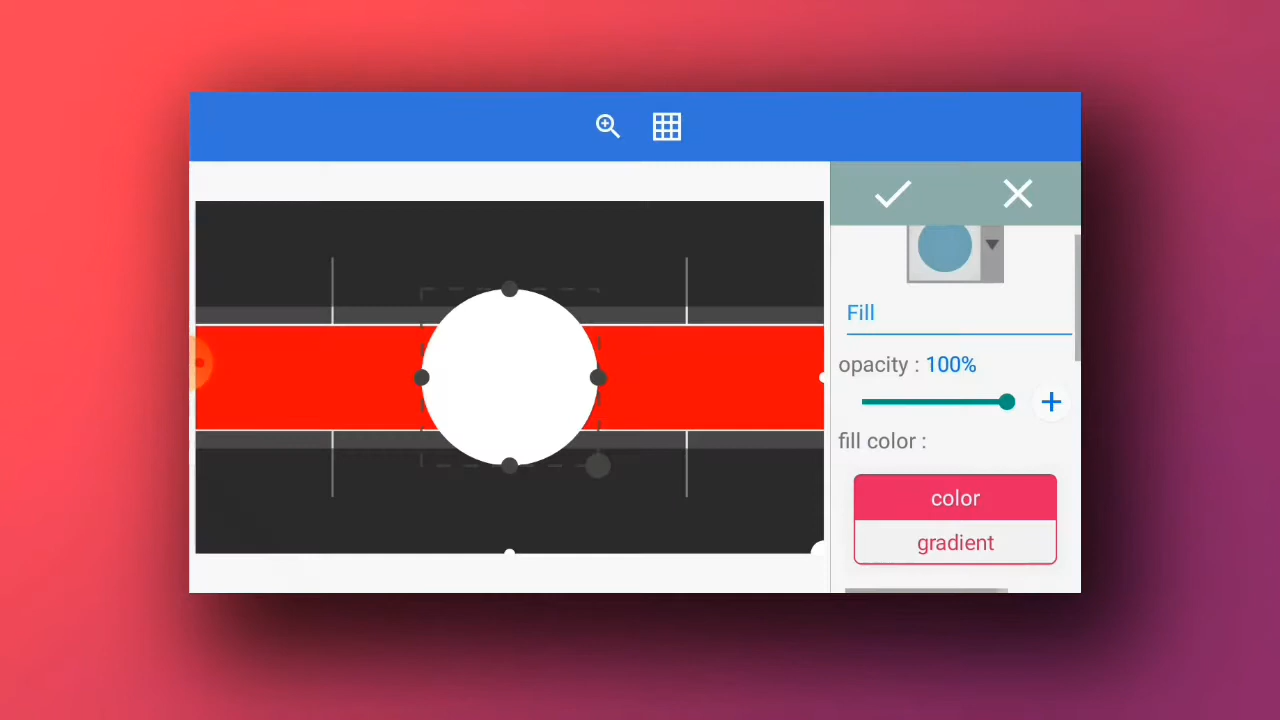 Fill
opacity : 100%
fill color :
color
gradient